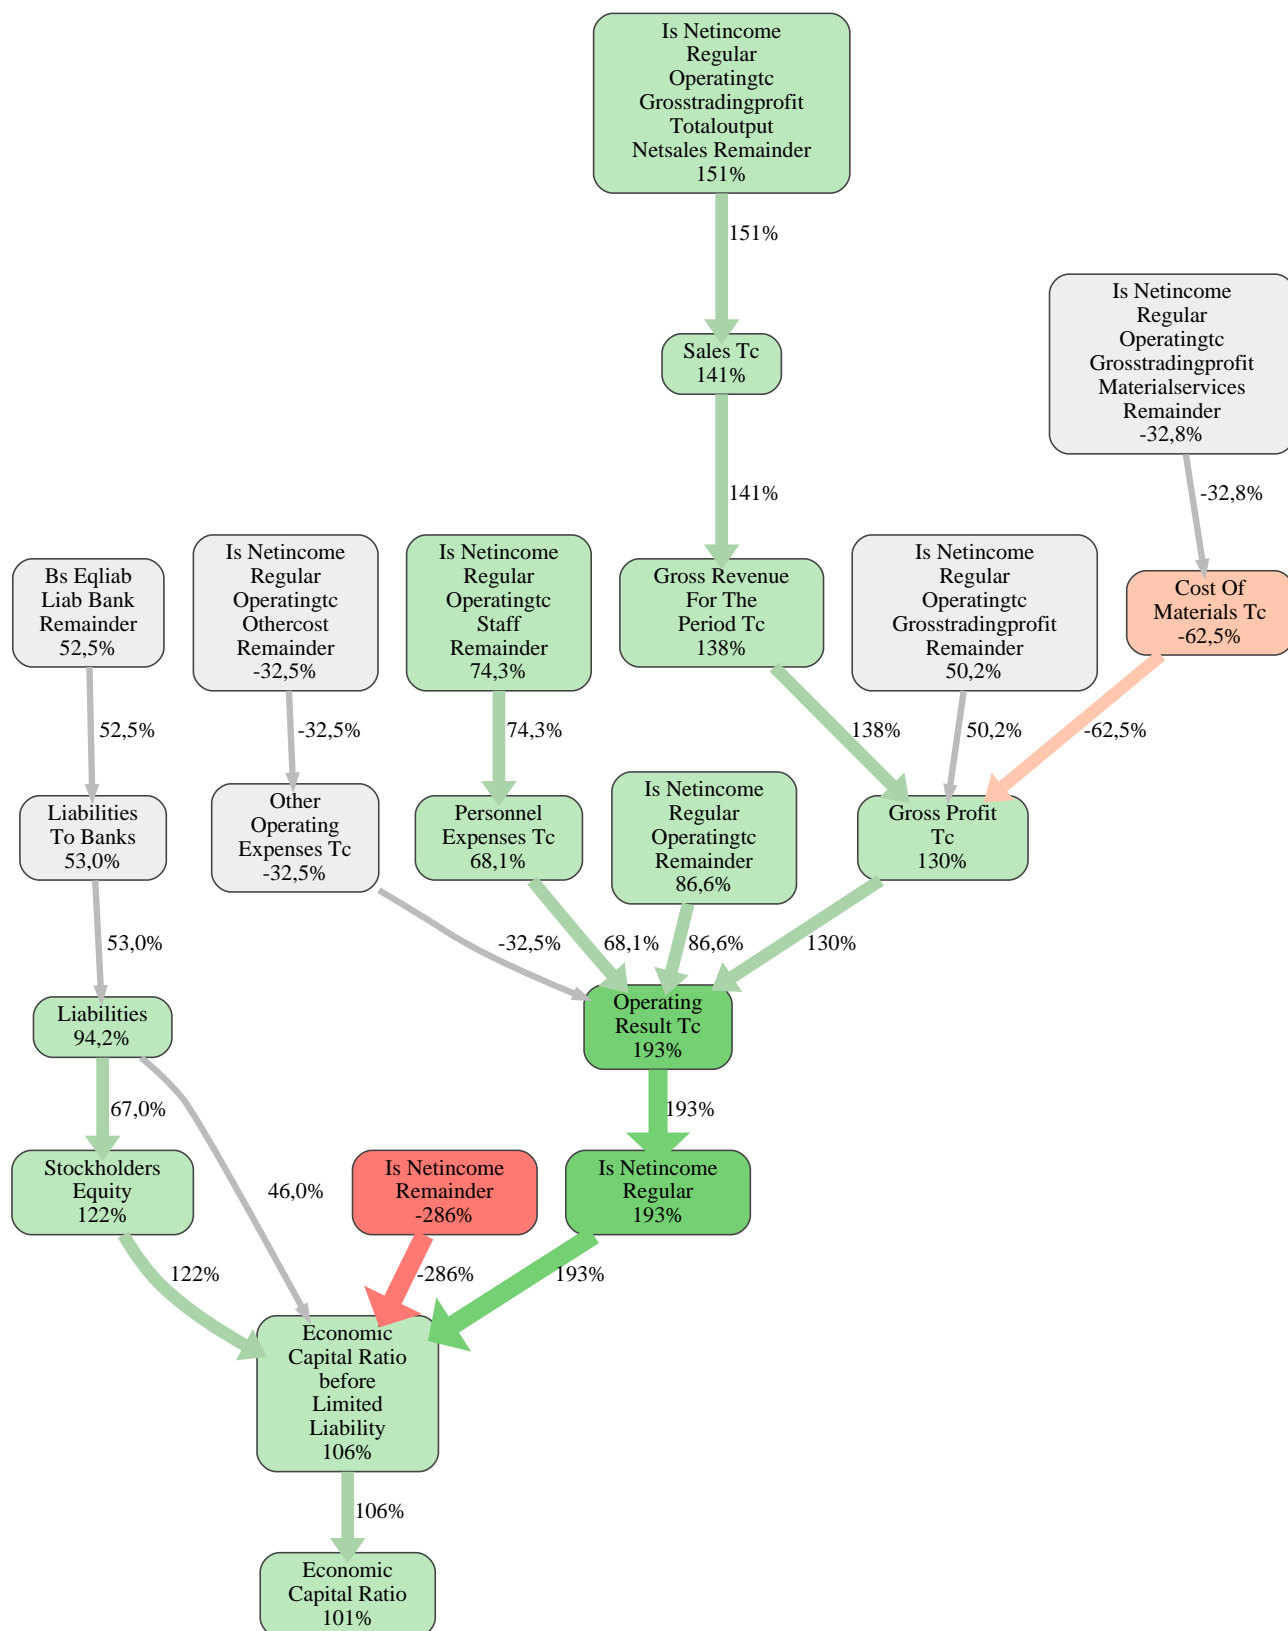 Is Netincome
Regular
Operatingtc
Grosstradingprofit
Totaloutput
Netsales Remainder
151%
151%
Is Netincome
Regular
Operatingtc
Grosstradingprofit
Materialservices
Remainder
-32,8%
Sales Tc
141%
141%
-32,8%
Bs Eqliab
Liab Bank
Remainder
52,5%
Is Netincome
Regular
Operatingtc
Othercost
Remainder
-32,5%
Is Netincome
Regular
Operatingtc
Staff
Remainder
74,3%
Gross Revenue
For The
Period Tc
138%
Is Netincome
Regular
Operatingtc
Grosstradingprofit
Remainder
50,2%
Cost Of
Materials Tc
-62,5%
52,5%
-32,5%
74,3%
138%
50,2%
-62,5%
Liabilities
To Banks
53,0%
Other
Operating
Expenses Tc
-32,5%
Personnel
Expenses Tc
68,1%
Is Netincome
Regular
Operatingtc
Remainder
86,6%
Gross Profit
Tc
130%
53,0%
-32,5%
68,1%
86,6%
130%
Liabilities
94,2%
Operating
Result Tc
193%
67,0%
193%
Stockholders
Equity
122%
46,0%
Is Netincome
Remainder
-286%
Is Netincome
Regular
193%
122%
-286%
193%
Economic
Capital Ratio
before
Limited
Liability
106%
106%
Economic
Capital Ratio
101%